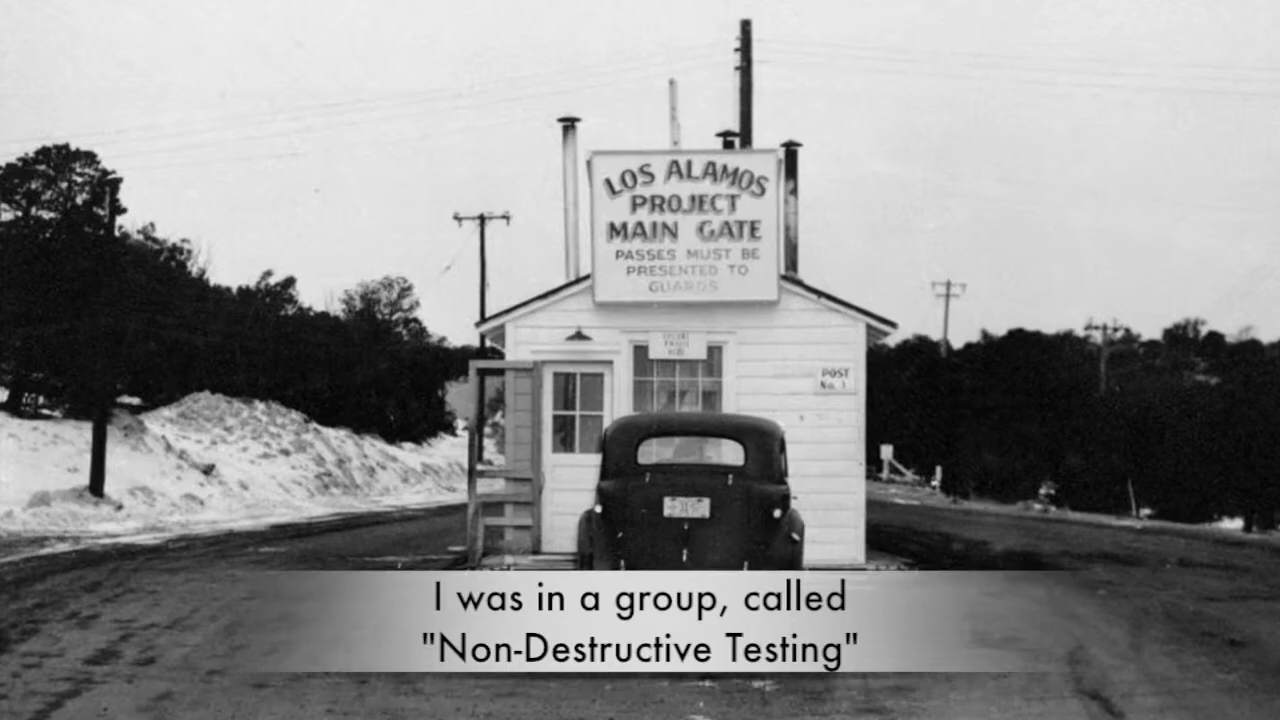 LOS ALAMOS
PROJECT
MAIN GATE
PASSES MUST BE
PRESENTED TO
GUARDS
POST
No. 1
I was in a group, called
"Non-Destructive Testing"